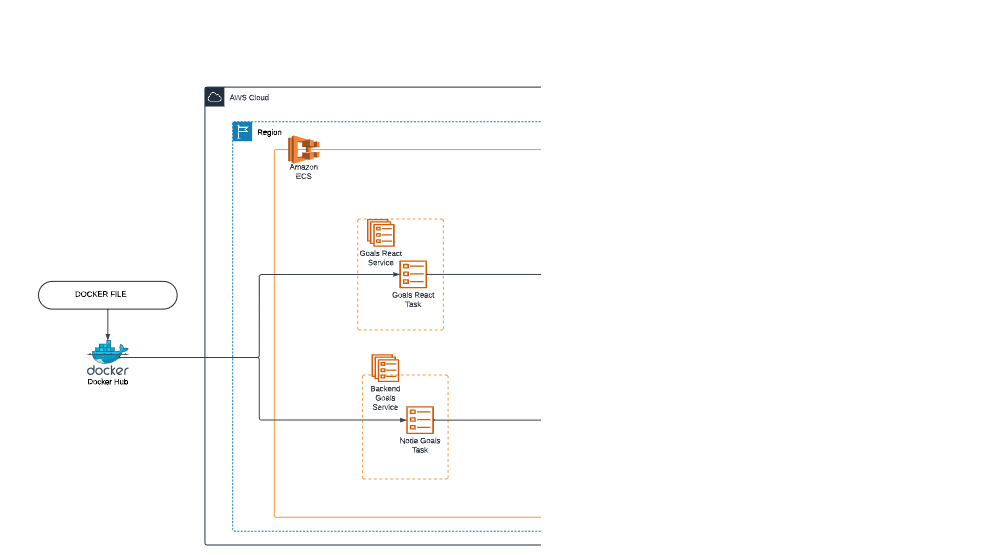 AWS Cloud
Region
Amazon
ECS
Goals React
Service
Goals React
Task
DOCKER FILE
docker
Docker Hub
Backend
Goals
Service
Node Goals
Task